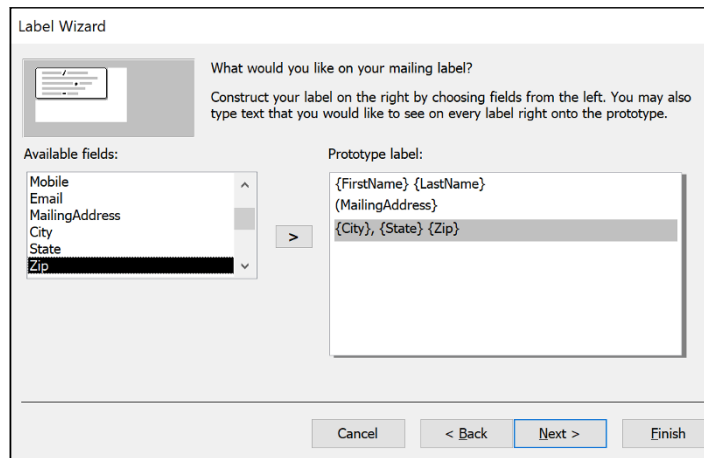 Label Wizard
What would you like on your mailing label?
Construct your label on the right by choosing fields from the left. You may also
type text that you would like to see on every label right onto the prototype.
Available fields:
Mobile
Email
MailingAddress
City
State
Zip
>
Prototype label:
{FirstName} {LastName}
(MailingAddress}
{City}, {State} {Zip}
Cancel
< Back
Next >
Finish